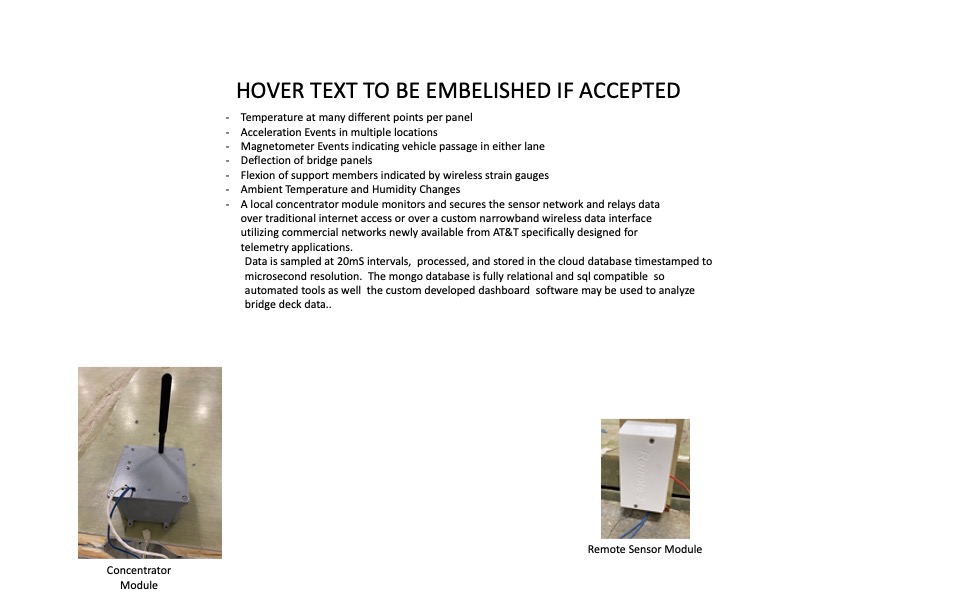 HOVER TEXT TO BE EMBELISHED IF ACCEPTED
- Temperature at many different points per panel
- Acceleration Events in multiple locations
- Magnetometer Events indicating vehicle passage in either lane
- Deflection of bridge panels
- Flexion of support members indicated by wireless strain gauges
- Ambient Temperature and Humidity Changes
- A local concentrator module monitors and secures the sensor network and relays data
over traditional internet access or over a custom narrowband wireless data interface
utilizing commercial networks newly available from AT&T specifically designed for
telemetry applications.
Data is sampled at 20mS intervals,  processed, and stored in the cloud database timestamped to
microsecond resolution.  The mongo database is fully relational and sql compatible  so
automated tools as well  the custom developed dashboard  software may be used to analyze
bridge deck data..
Remote
Remote Sensor Module
Concentrator
Module